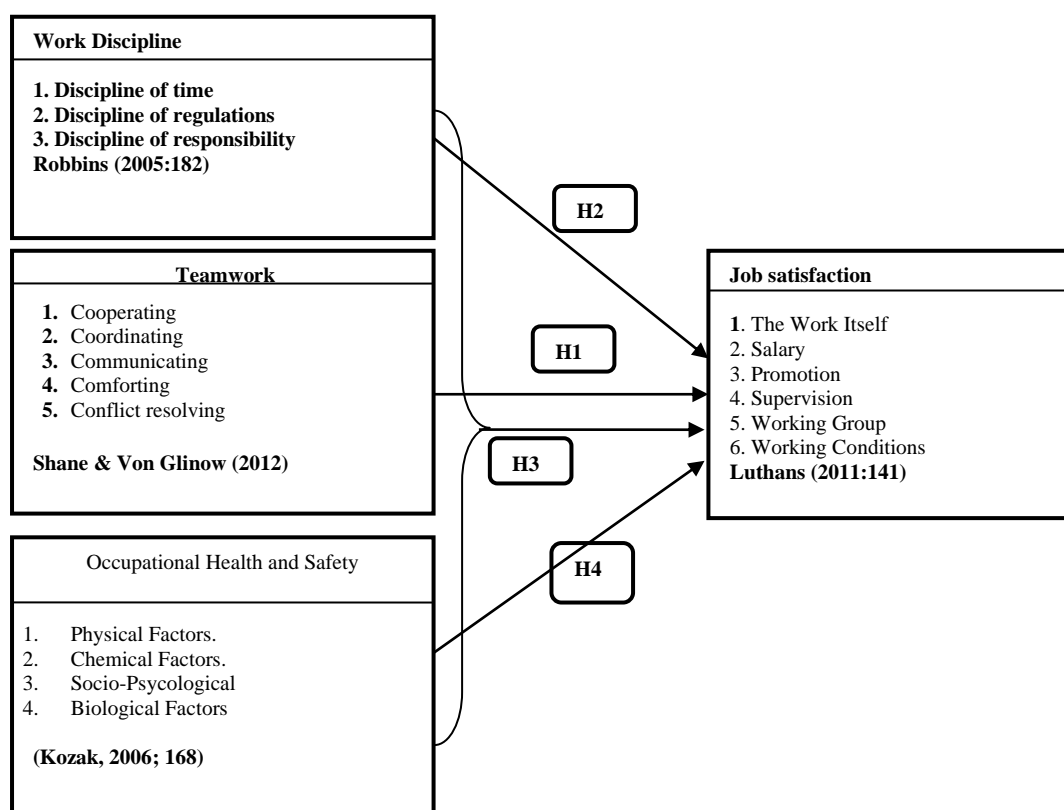 Work Discipline
1. Discipline of time
2. Discipline of regulations
3. Discipline of responsibility
Robbins (2005:182)
Teamwork
1. Cooperating
2. Coordinating
3. Communicating
4. Comforting
5. Conflict resolving
Shane & Von Glinow (2012)
Occupational Health and Safety
1. Physical Factors.
2. Chemical Factors.
3. Socio-Psycological
4. Biological Factors
(Kozak, 2006; 168)
H2
H1
H3
H4
Job satisfaction
1. The Work Itself
2. Salary
3. Promotion
4. Supervision
5. Working Group
6. Working Conditions
Luthans (2011:141)